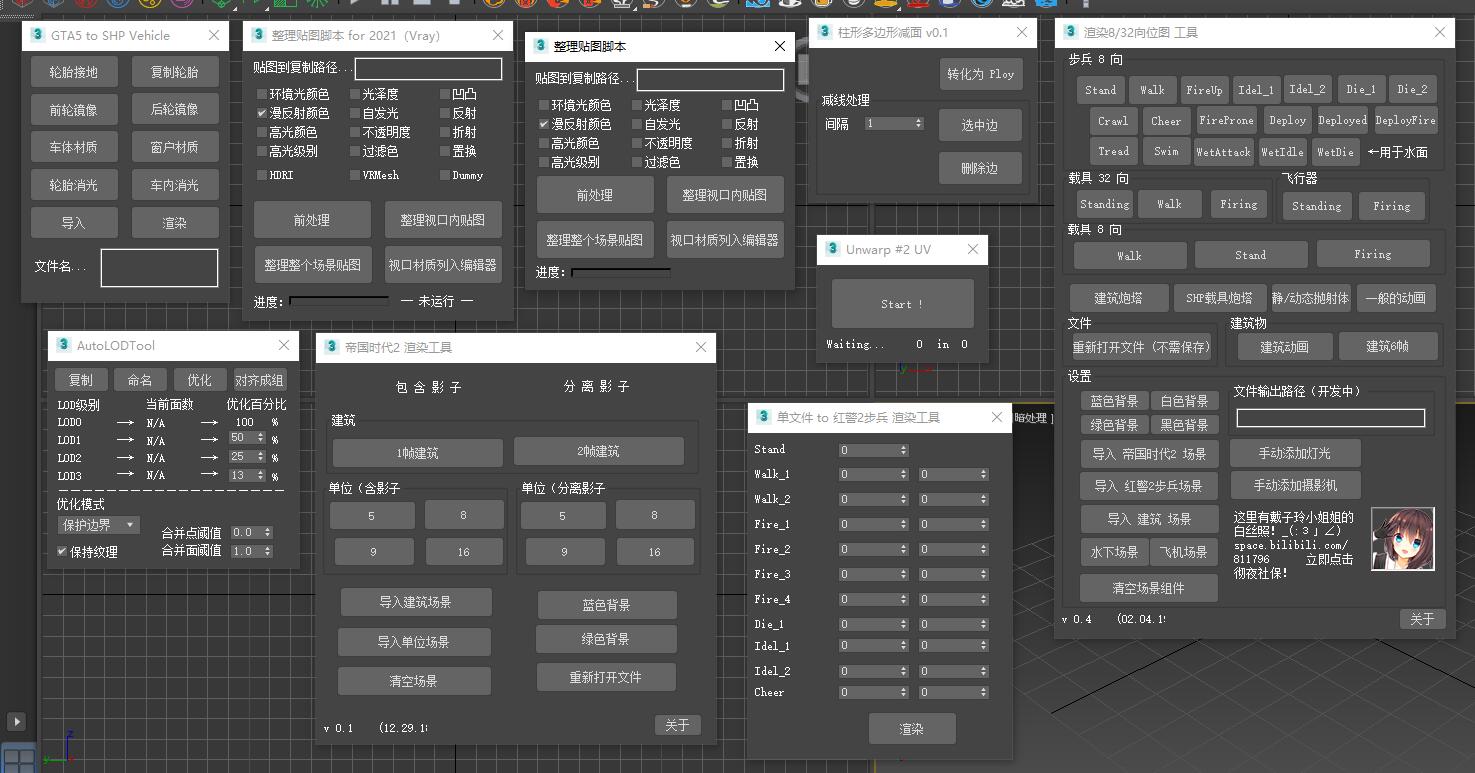 GTA5 to SHP Vehicle
轮胎接地 复制轮胎
前轮镜像 后轮镜像
车体材质 窗户材质
轮胎消光 车内消光
导入 渲染
文件名...
整理贴图脚本 for 2021（Vray）
贴图到复制路径...
环境光颜色 光泽度 凹凸
漫反射颜色 自发光 反射
高光颜色 不透明度 折射
高光级别 过滤色 置换
HDRI VRMesh Dummy
前处理 整理视口内贴图
整理整个场景贴图 视口材质列入编辑器
进度: — 未运行 —
整理贴图脚本
贴图到复制路径...
环境光颜色 光泽度 凹凸
漫反射颜色 自发光 反射
高光颜色 不透明度 折射
高光级别 过滤色 置换
前处理 整理视口内贴图
整理整个场景贴图 视口材质列入编辑器
进度:
柱形多边形减面 v0.1
转化为 Ploy
减线处理
间隔 1 选中边
删除边
Unwarp #2 UV
Start !
Waiting... 0 in 0
渲染8/32向位图 工具
步兵 8 向
Stand Walk FireUp Idel_1 Idel_2 Die_1 Die_2
Crawl Cheer FireProne Deploy Deployed DeployFire
Tread Swim WetAttack WetIdle WetDie ←用于水面
载具 32 向 飞行器
Standing Walk Firing Standing Firing
载具 8 向
Walk Stand Firing
建筑炮塔 SHP载具炮塔 静/动态抛射体 一般的动画
文件 建筑物
重新打开文件（不需保存） 建筑动画 建筑6帧
设置
蓝色背景 白色背景 文件输出路径（开发中）
绿色背景 黑色背景
导入 帝国时代2 场景 手动添加灯光
导入 红警2步兵场景 手动添加摄影机
导入 建筑 场景
水下场景 飞机场景
清空场景组件
这里有戴子玲小姐姐的
白丝照! _(:3」∠)
space.bilibili.com/
811796 立即点击
彻夜社保!
v 0.4 (02.04.1 关于
AutoLODTool
复制 命名 优化 对齐成组
LOD级别 当前面数 优化百分比
LOD0 → N/A → 100 %
LOD1 → N/A → 50 %
LOD2 → N/A → 25 %
LOD3 → N/A → 13 %
优化模式
保护边界 合并点阈值 0.0
保持纹理 合并面阈值 1.0
帝国时代2 渲染工具
包 含 影 子 分 离 影 子
建筑
1帧建筑 2帧建筑
单位（含影子 单位（分离影子
5 8 5 8
9 16 9 16
导入建筑场景 蓝色背景
导入单位场景 绿色背景
清空场景 重新打开文件
v 0.1 (12.29.1 关于
单文件 to 红警2步兵 渲染工具
Stand 0
Walk_1 0 0
Walk_2 0 0
Fire_1 0 0
Fire_2 0 0
Fire_3 0 0
Fire_4 0 0
Die_1 0 0
Idel_1 0 0
Idel_2 0 0
Cheer 0 0
渲染
暗处理 ]
z
y
y